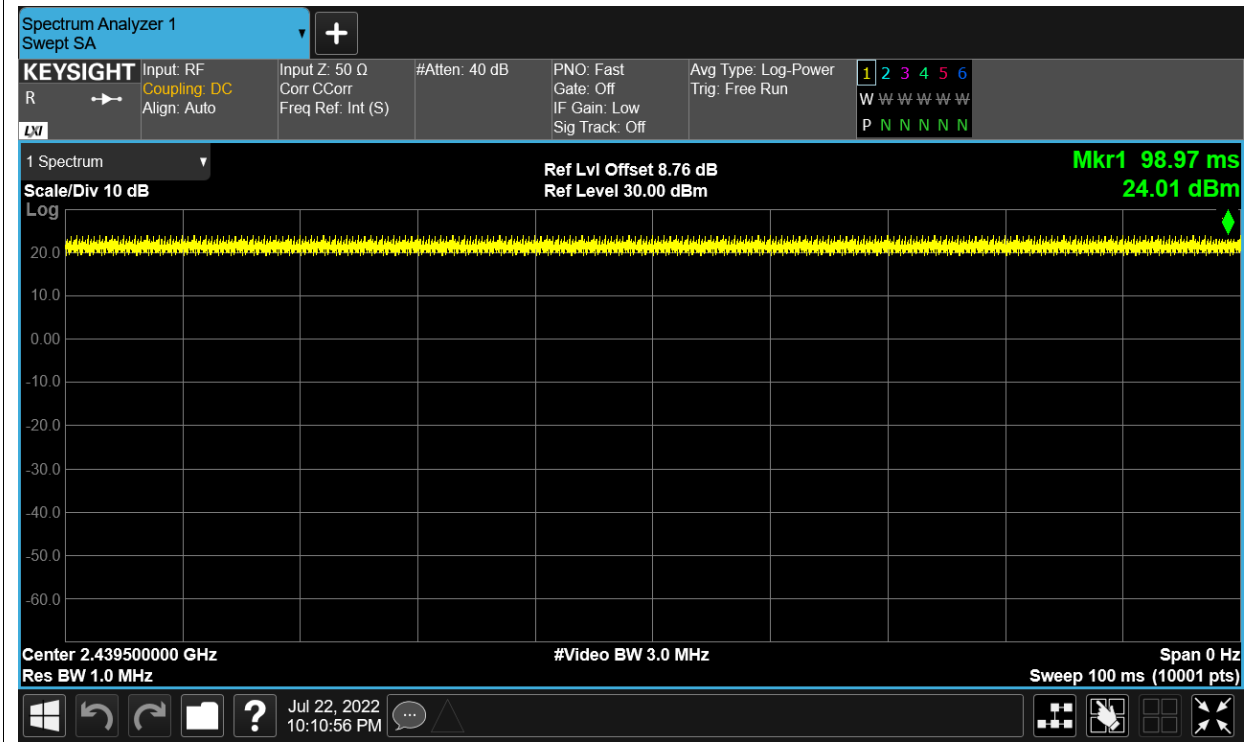 Spectrum Analyzer 1
Swept SA
+
KEYSIGHT
R
LXI
Input: RF
Coupling: DC
Align: Auto
Input Z: 50 Ω
Corr CCorr
Freq Ref: Int (S)
#Atten: 40 dB
PNO: Fast
Gate: Off
IF Gain: Low
Sig Track: Off
Avg Type: Log-Power
Trig: Free Run
1 2 3 4 5 6
W W W W W W
P N N N N N
1 Spectrum
Scale/Div 10 dB
Ref Lvl Offset 8.76 dB
Ref Level 30.00 dBm
Mkr1 98.97 ms
24.01 dBm
Log
20.0
10.0
0.00
-10.0
-20.0
-30.0
-40.0
-50.0
-60.0
Center 2.439500000 GHz
Res BW 1.0 MHz
#Video BW 3.0 MHz
Span 0 Hz
Sweep 100 ms (10001 pts)
?
Jul 22, 2022
10:10:56 PM